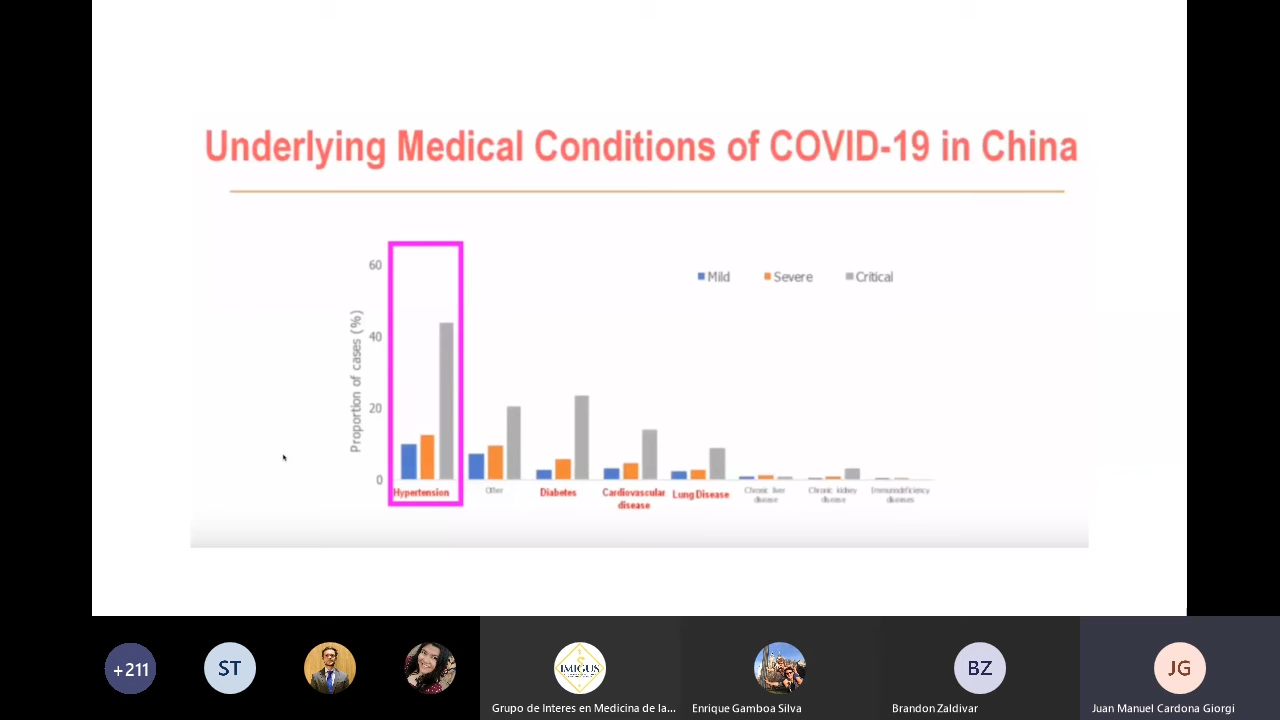 Underlying Medical Conditions of COVID-19 in China
60
40
20
0
Proportion of cases (%)
Mild Severe Critical
Hypertension
Other
Diabetes
Cardiovascular
disease
Lung Disease
Chronic liver
disease
Chronic kidney
disease
Immunodeficiency
diseases
+211
ST
IMIGUS
BZ
JG
Grupo de Interes en Medicina de la...
Enrique Gamboa Silva
Brandon Zaldivar
Juan Manuel Cardona Giorgi